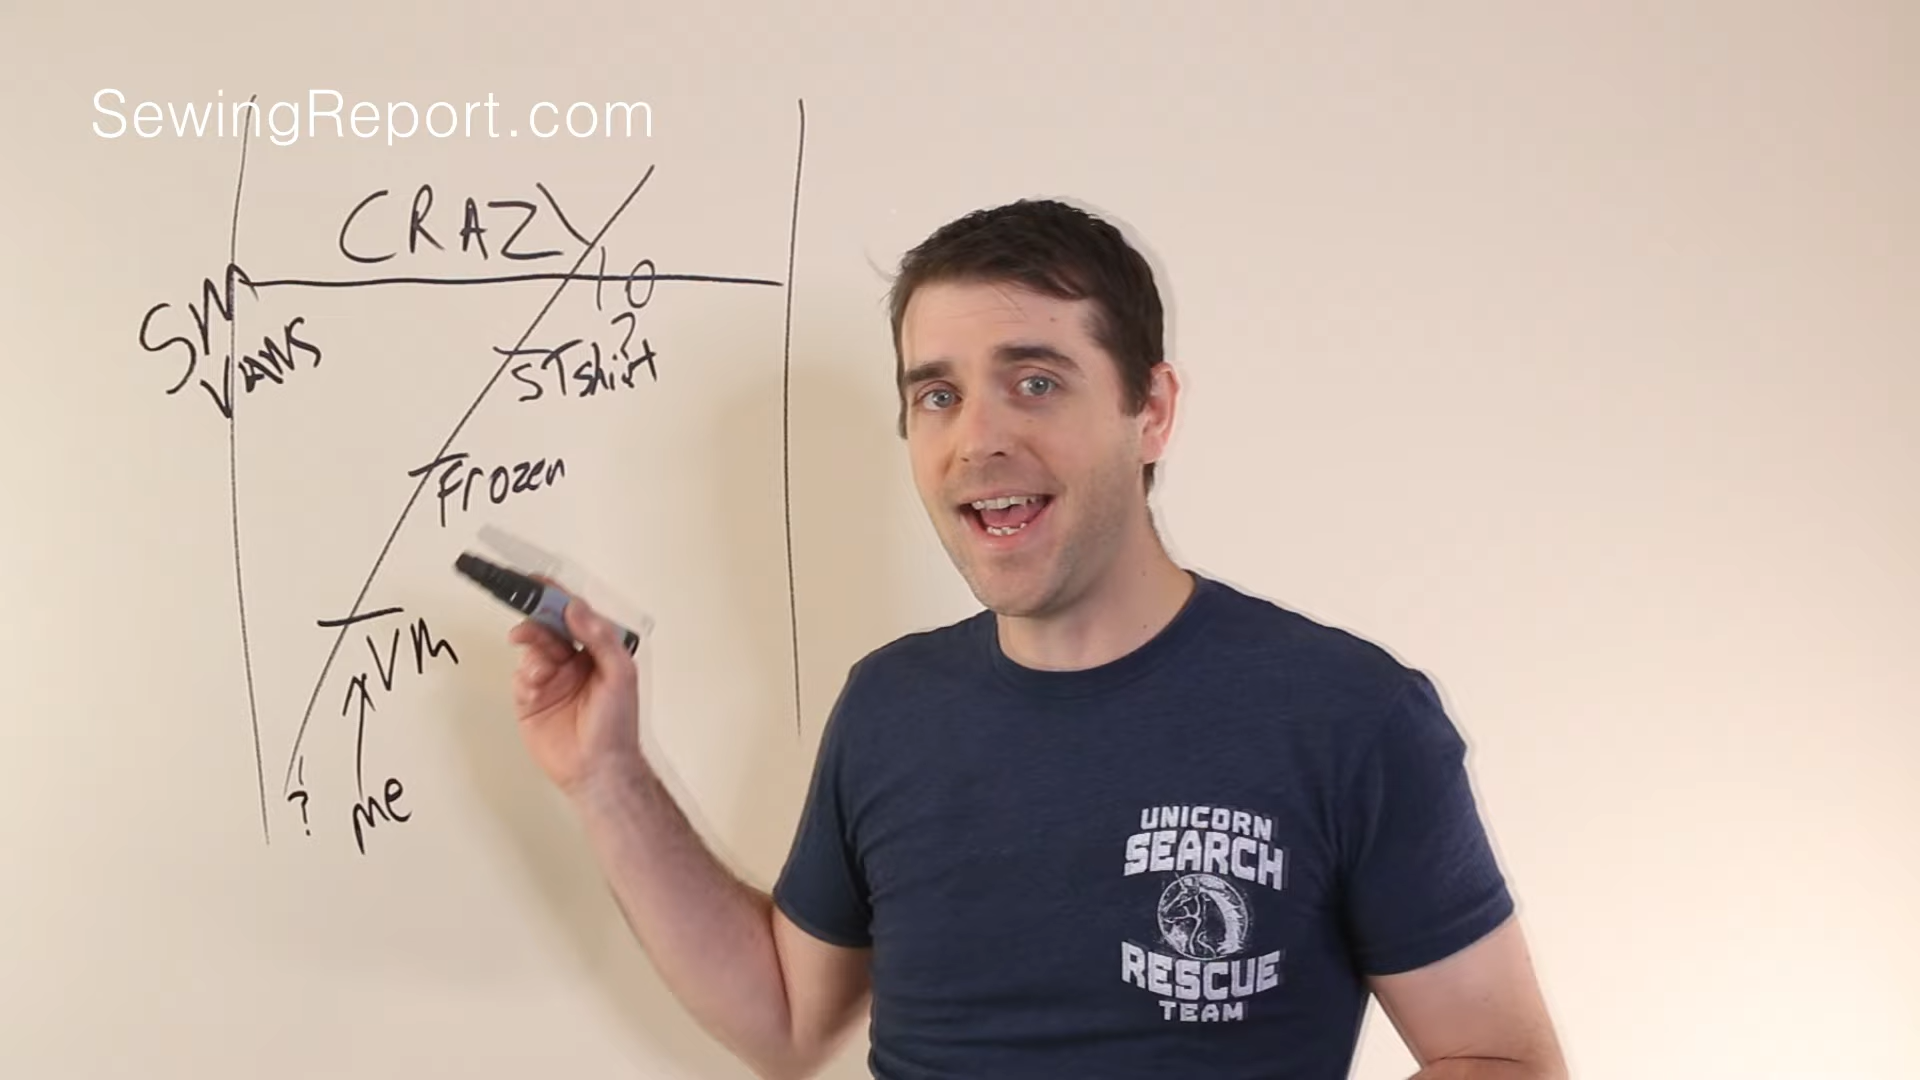 SewingReport.com
CRAZY
10
?
SM
VANS
STshirt
Frozen
VM
?
me
UNICORN
SEARCH
RESCUE
TEAM